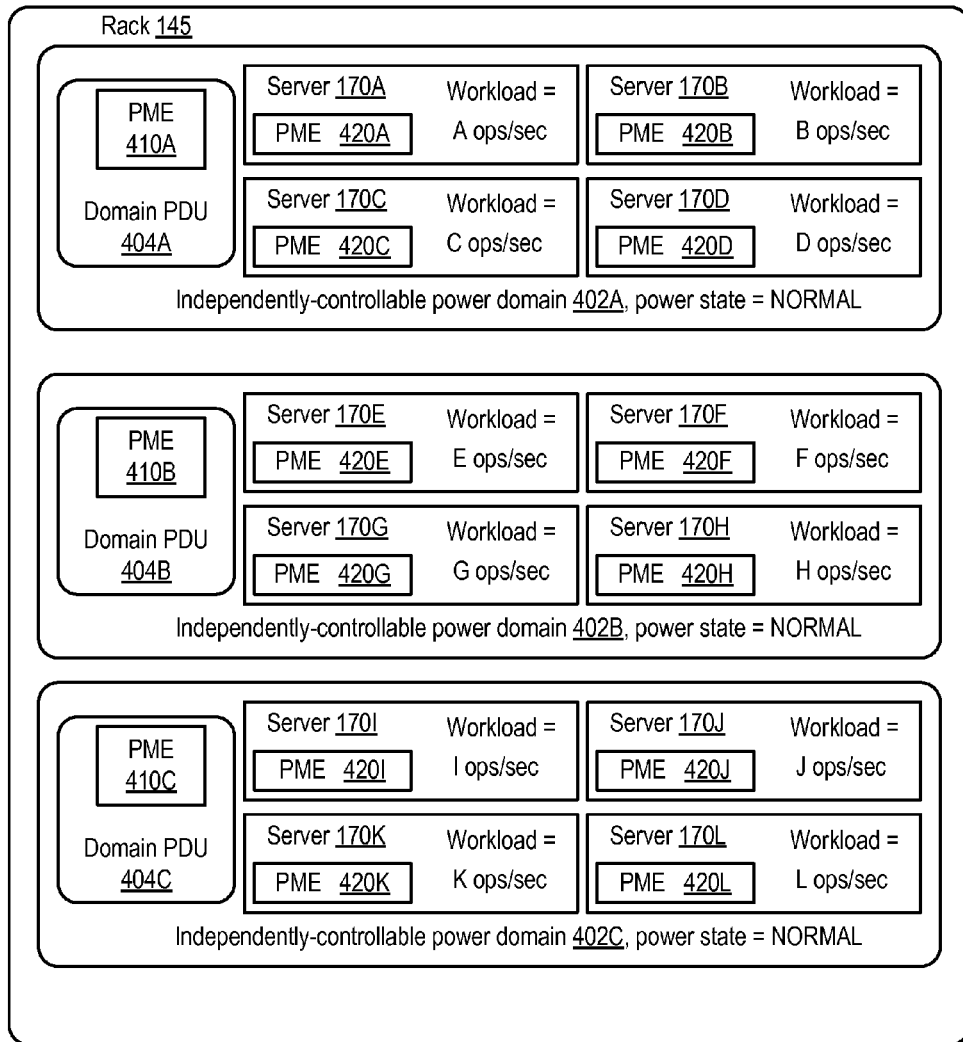 Rack 145
PME
410A
Domain PDU
404A
Server 170A
Workload =
PME 420A
A ops/sec
Server 170B
Workload =
PME 420B
B ops/sec
Server 170C
Workload =
PME 420C
C ops/sec
Server 170D
Workload =
PME 420D
D ops/sec
Independently-controllable power domain 402A, power state = NORMAL
PME
410B
Domain PDU
404B
Server 170E
Workload =
PME 420E
E ops/sec
Server 170F
Workload =
PME 420F
F ops/sec
Server 170G
Workload =
PME 420G
G ops/sec
Server 170H
Workload =
PME 420H
H ops/sec
Independently-controllable power domain 402B, power state = NORMAL
PME
410C
Domain PDU
404C
Server 170I
Workload =
PME 420I
I ops/sec
Server 170J
Workload =
PME 420J
J ops/sec
Server 170K
Workload =
PME 420K
K ops/sec
Server 170L
Workload =
PME 420L
L ops/sec
Independently-controllable power domain 402C, power state = NORMAL